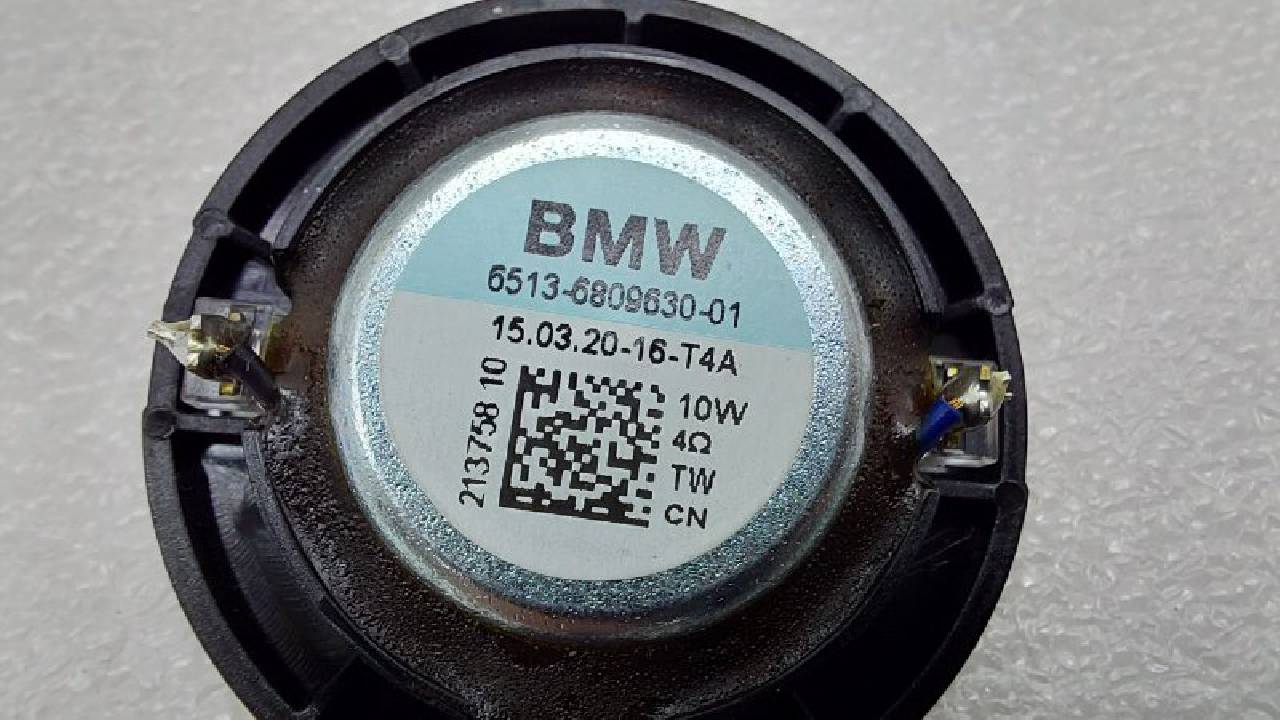 BMW
6513-6809630-01
15.03.20-16-T4A
213758 10
10W
4Ω
TW
CN